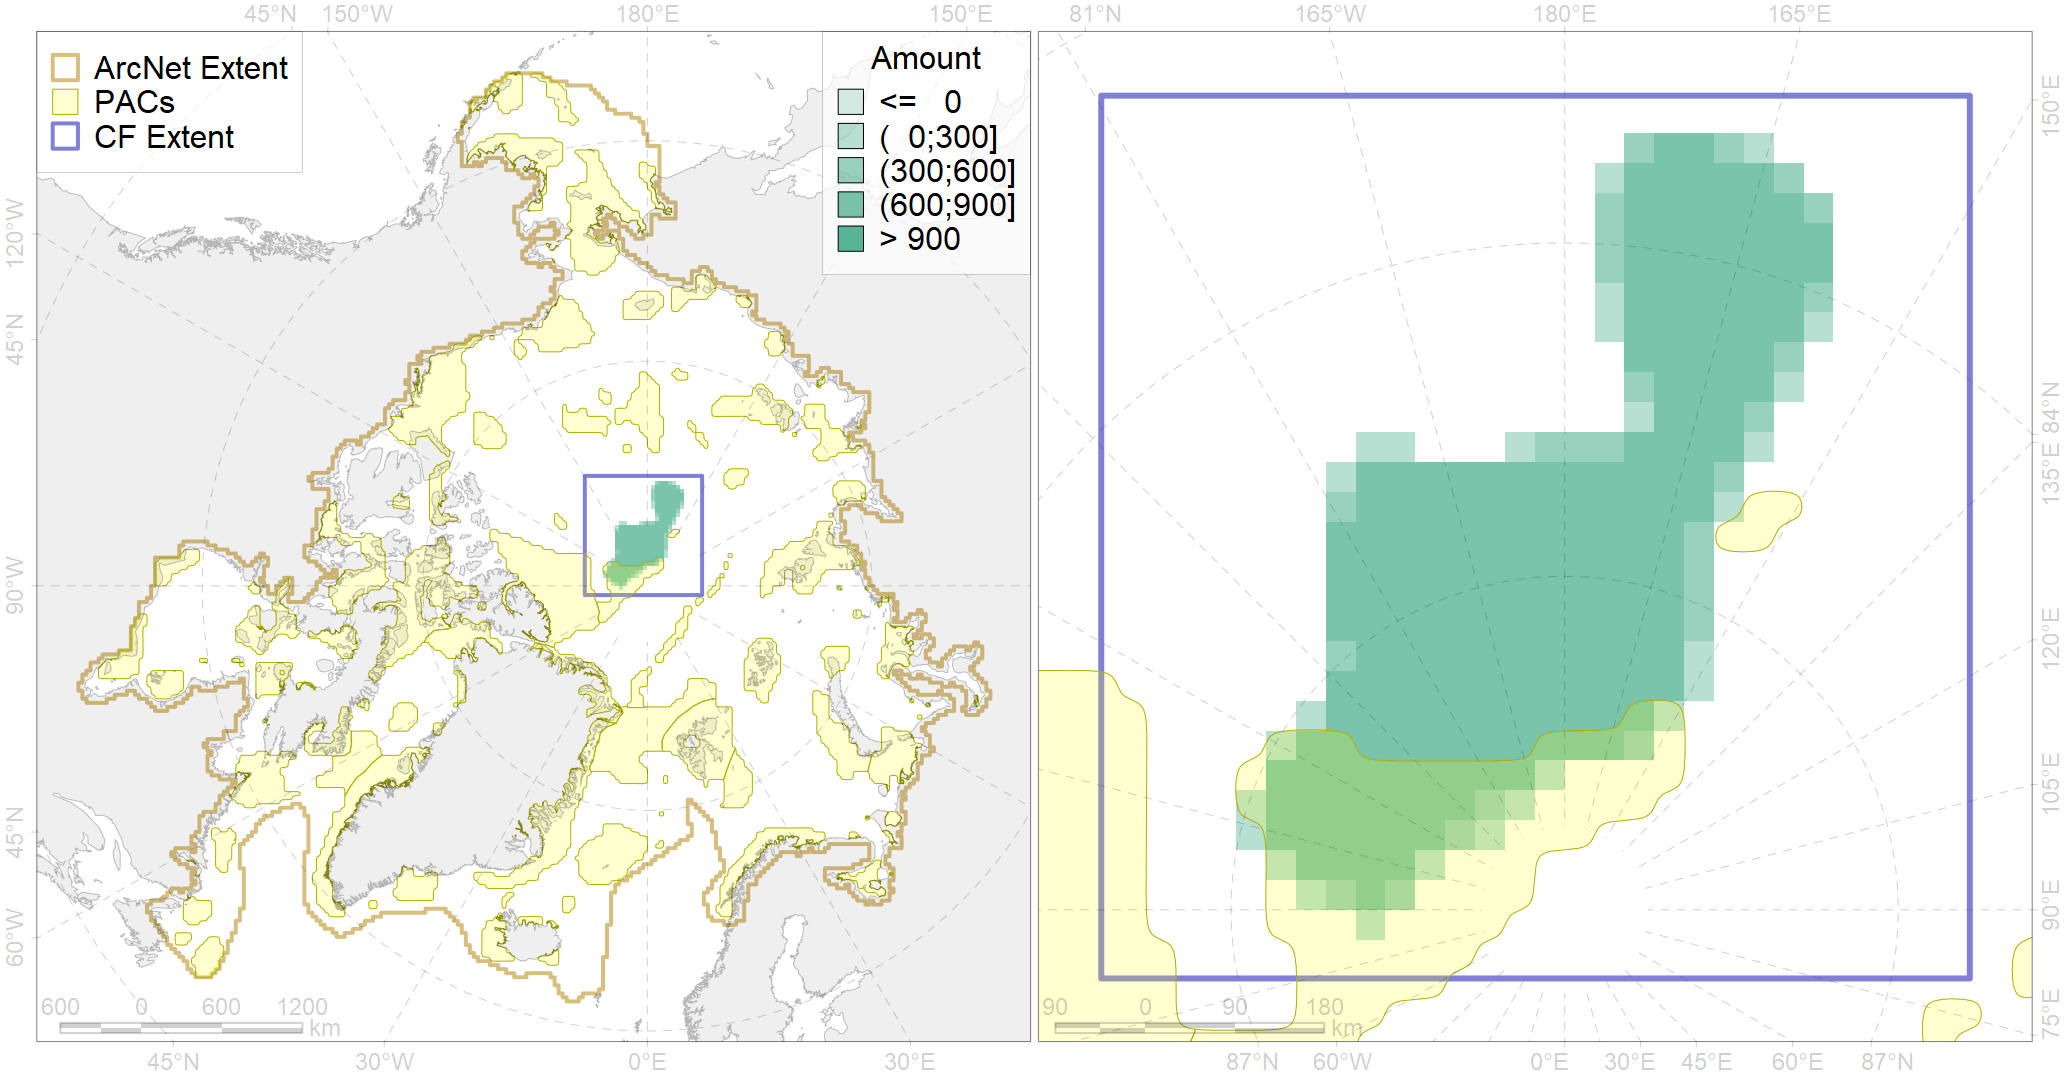 45°N 150°W 180°E 150°E
81°N 165°W 180°E 165°E
ArcNet Extent
PACs
CF Extent
Amount
<= 0
( 0;300]
(300;600]
(600;900]
> 900
120°W
45°N
90°W
45°N
60°W
150°E
84°N
135°E
120°E
105°E
90°E
75°E
600 0 600 1200
km
90 0 90 180
km
45°N 30°W 0°E 30°E
87°N 60°W 0°E 30°E 45°E 60°E 87°N